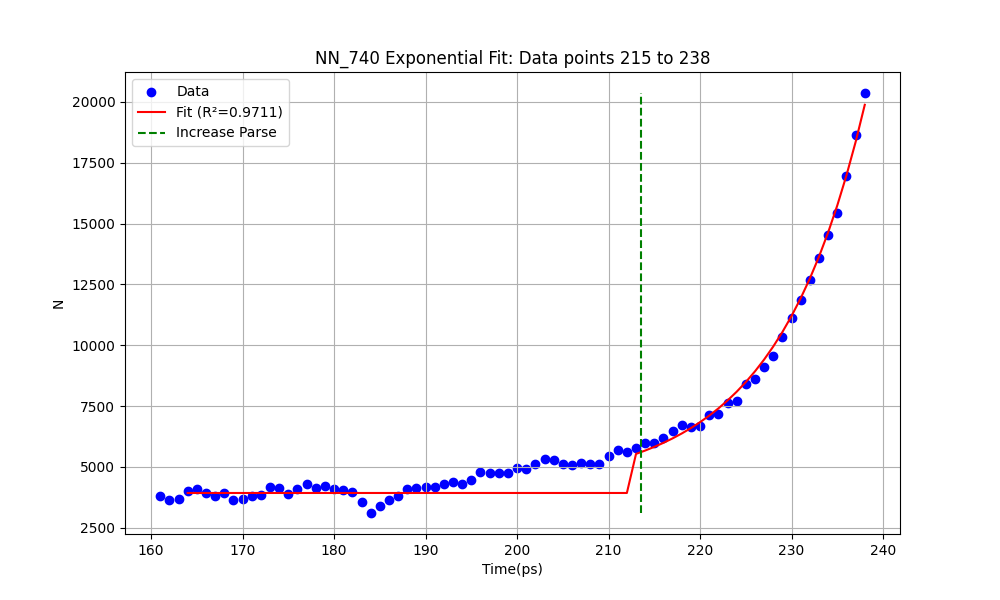 NN_740 Exponential Fit: Data points 215 to 238
Data
Fit (R²=0.9711)
Increase Parse
20000
17500
15000
12500
10000
7500
5000
2500
N
160 170 180 190 200 210 220 230 240
Time(ps)